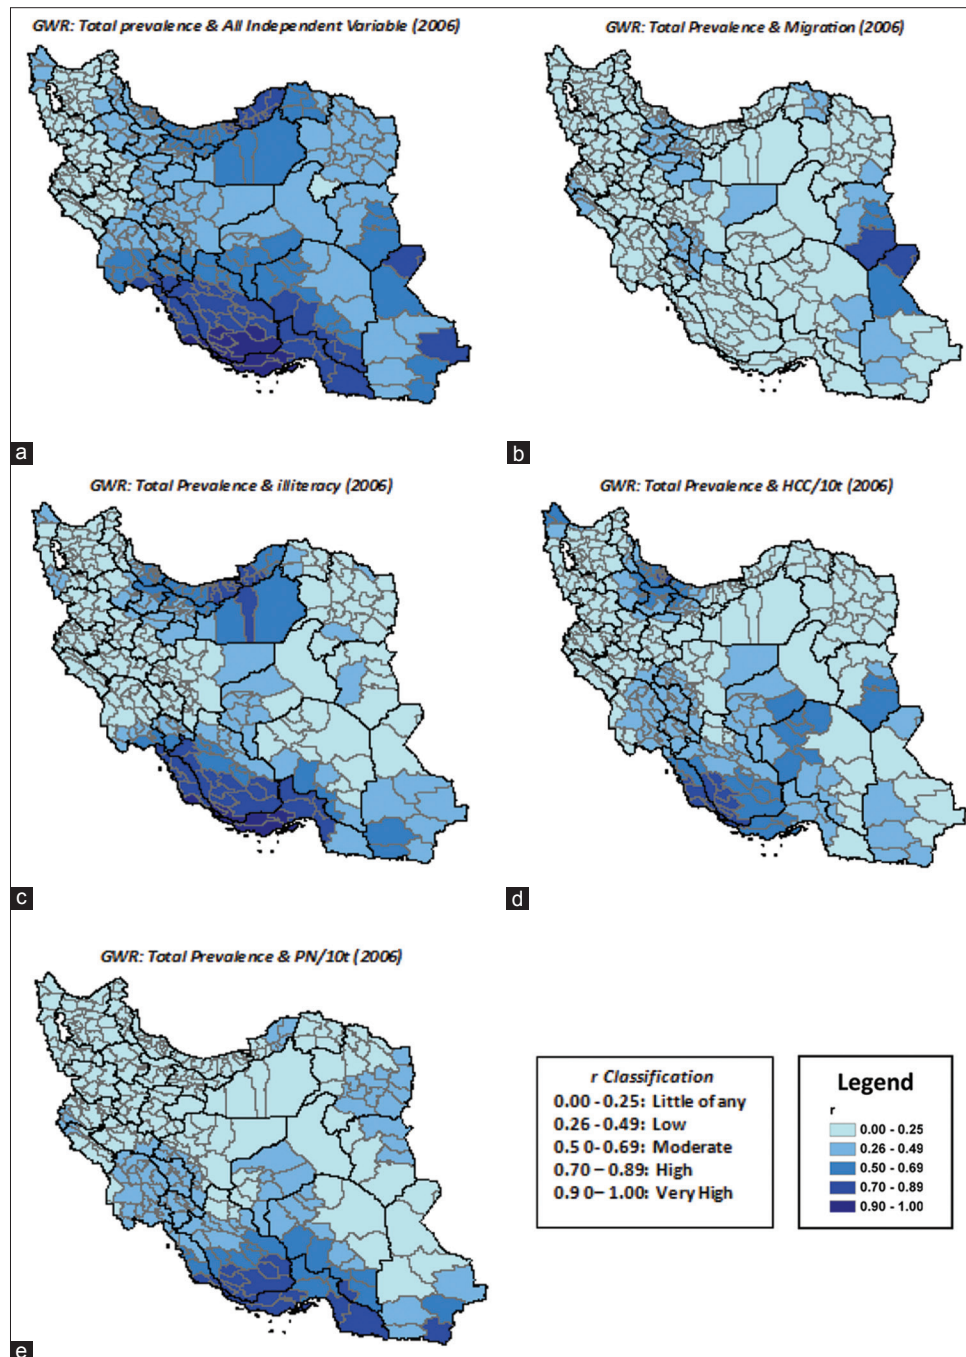 GWR: Total prevalence & All Independent Variable (2006)
GWR: Total Prevalence & Migration (2006)
a
b
GWR: Total Prevalence & illiteracy (2006)
GWR: Total Prevalence & HCC/10t (2006)
c
d
GWR: Total Prevalence & PN/10t (2006)
r Classification
0.00 - 0.25: Little of any
0.26 - 0.49: Low
0.5 0- 0.69: Moderate
0.70 – 0.89: High
0.9 0– 1.00: Very High
Legend
r
0.00 - 0.25
0.26 - 0.49
0.50 - 0.69
0.70 - 0.89
0.90 - 1.00
e